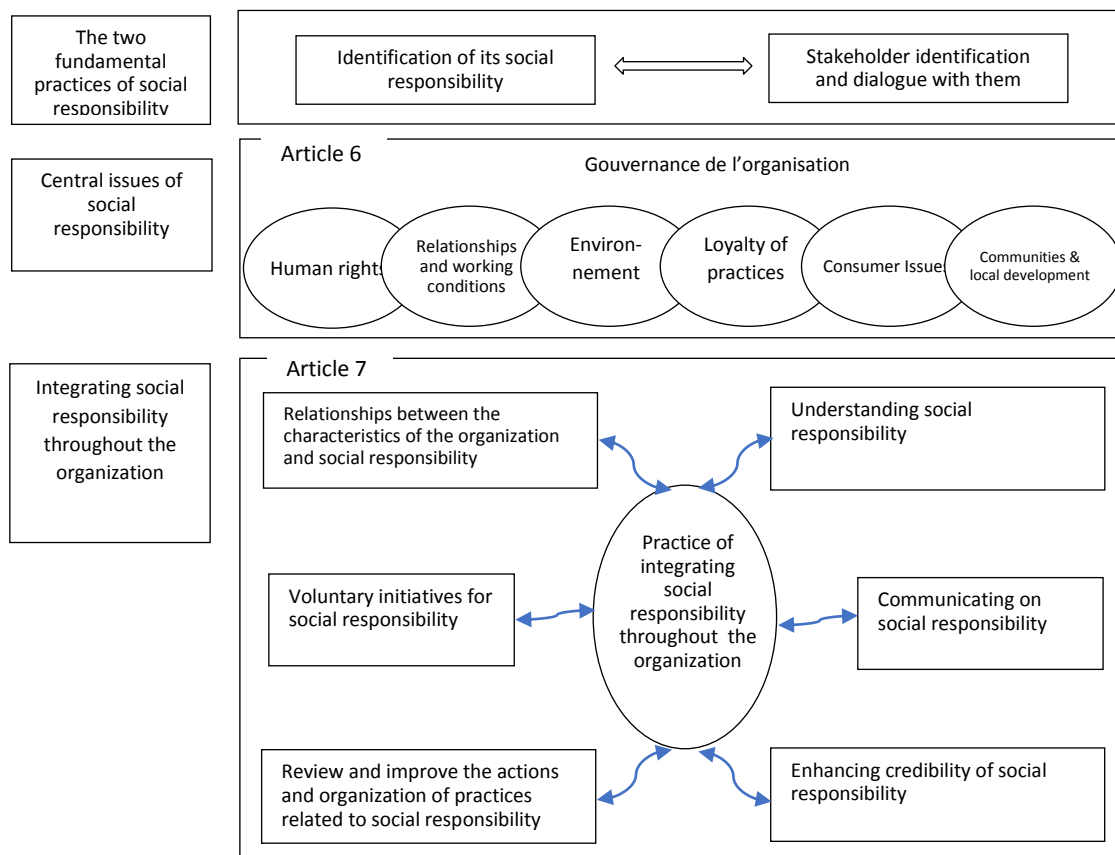 The two
fundamental
practices of social
responsibility
Identification of its social
responsibility
Stakeholder identification
and dialogue with them
Central issues of
social
responsibility
Article 6
Gouvernance de l’organisation
Human rights
Relationships
and working
conditions
Environ-
nement
Loyalty of
practices
Consumer Issues
Communities &
local development
Integrating social
responsibility
throughout the
organization
Article 7
Relationships between the
characteristics of the organization
and social responsibility
Understanding social
responsibility
Practice of
integrating
social
responsibility
throughout the
organization
Voluntary initiatives for
social responsibility
Communicating on
social responsibility
Review and improve the actions
and organization of practices
related to social responsibility
Enhancing credibility of social
responsibility